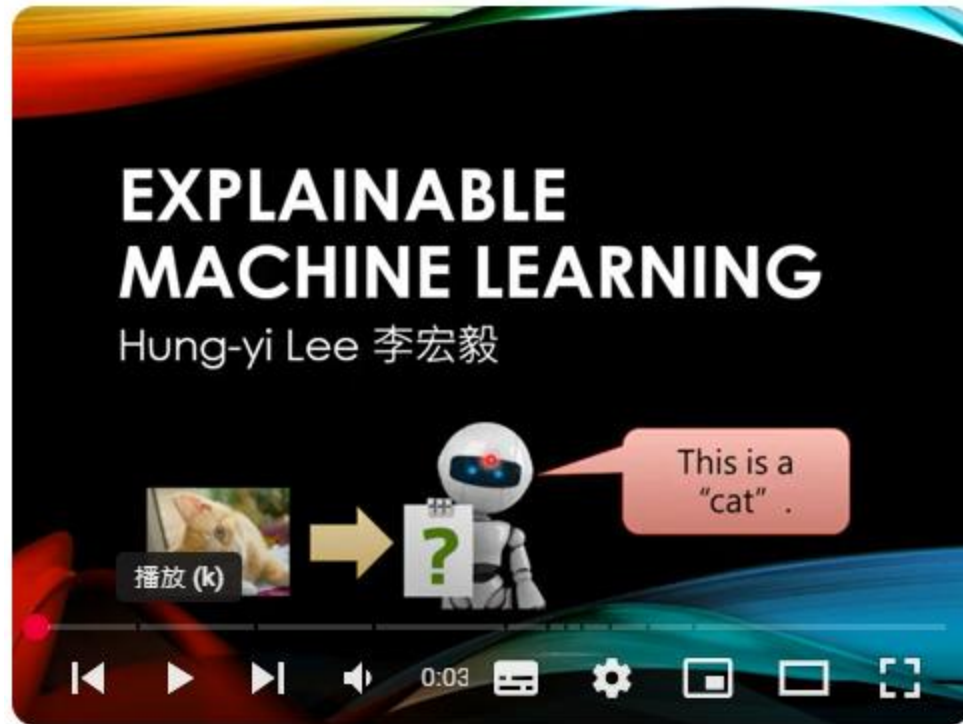 EXPLAINABLE
MACHINE LEARNING
Hung-yi Lee 李宏毅
This is a
“cat” .
?
播放 (k)
0:03